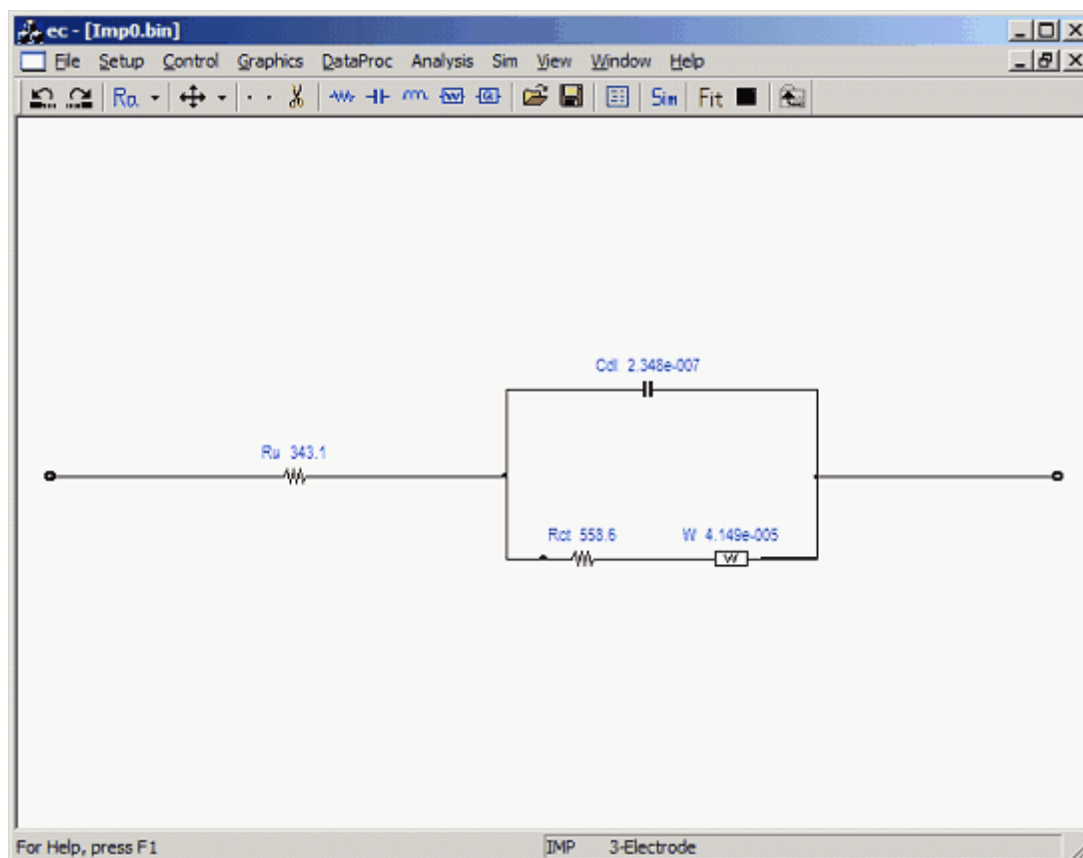 ec - [Imp0.bin]
File Setup Control Graphics DataProc Analysis Sim View Window Help
Ra Sim Fit
Cdl 2.348e-007
Ru 343.1
Rct 558.6 W 4.149e-005
W
For Help, press F1 IMP 3-Electrode